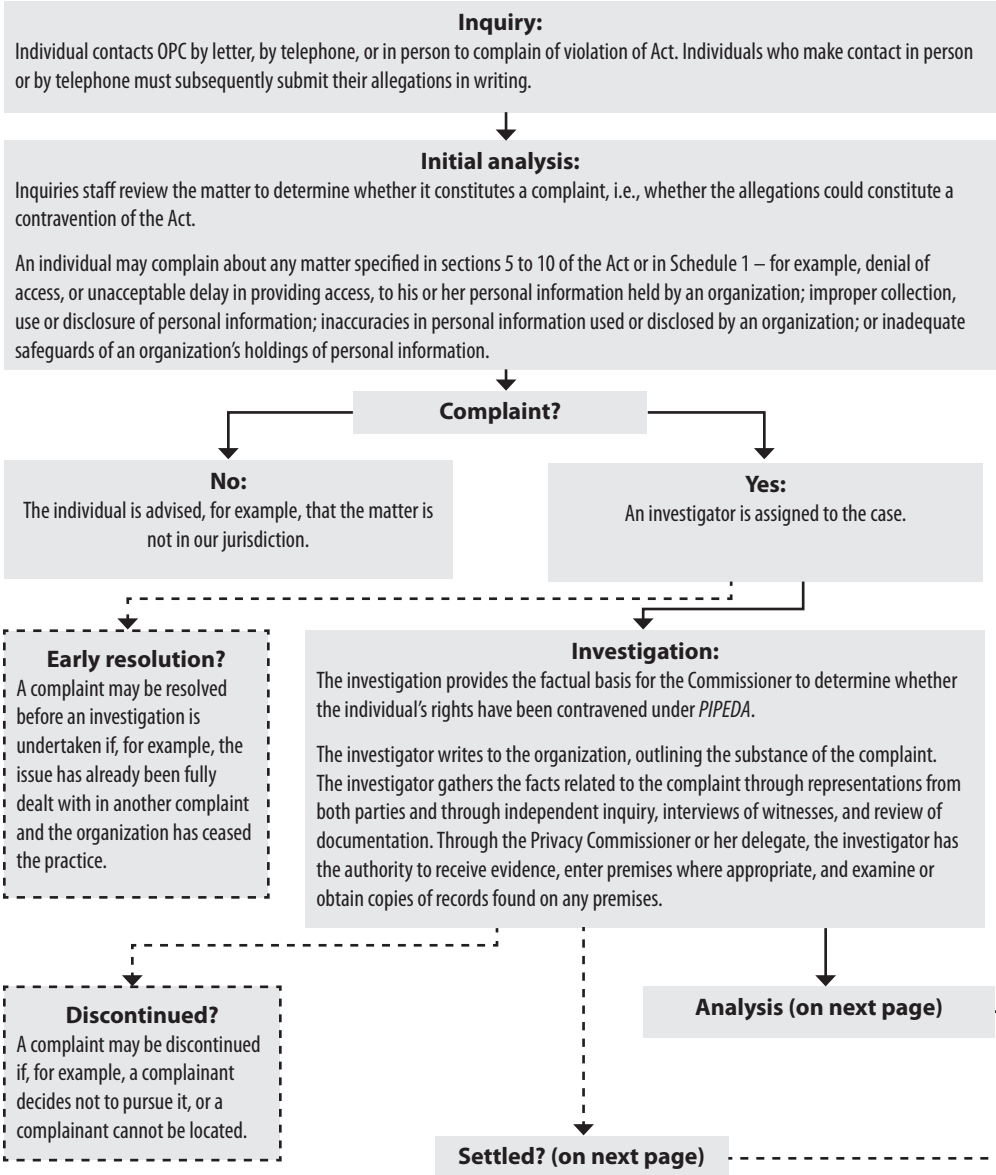 Inquiry:
Individual contacts OPC by letter, by telephone, or in person to complain of violation of Act. Individuals who make contact in person
or by telephone must subsequently submit their allegations in writing.
Initial analysis:
Inquiries staff review the matter to determine whether it constitutes a complaint, i.e., whether the allegations could constitute a
contravention of the Act.
An individual may complain about any matter specified in sections 5 to 10 of the Act or in Schedule 1 – for example, denial of
access, or unacceptable delay in providing access, to his or her personal information held by an organization; improper collection,
use or disclosure of personal information; inaccuracies in personal information used or disclosed by an organization; or inadequate
safeguards of an organization's holdings of personal information.
Complaint?
No:
The individual is advised, for example, that the matter is
not in our jurisdiction.
Yes:
An investigator is assigned to the case.
Early resolution?
A complaint may be resolved
before an investigation is
undertaken if, for example, the
issue has already been fully
dealt with in another complaint
and the organization has ceased
the practice.
Investigation:
The investigation provides the factual basis for the Commissioner to determine whether
the individual's rights have been contravened under PIPEDA.
The investigator writes to the organization, outlining the substance of the complaint.
The investigator gathers the facts related to the complaint through representations from
both parties and through independent inquiry, interviews of witnesses, and review of
documentation. Through the Privacy Commissioner or her delegate, the investigator has
the authority to receive evidence, enter premises where appropriate, and examine or
obtain copies of records found on any premises.
Discontinued?
A complaint may be discontinued
if, for example, a complainant
decides not to pursue it, or a
complainant cannot be located.
Analysis (on next page)
Settled? (on next page)